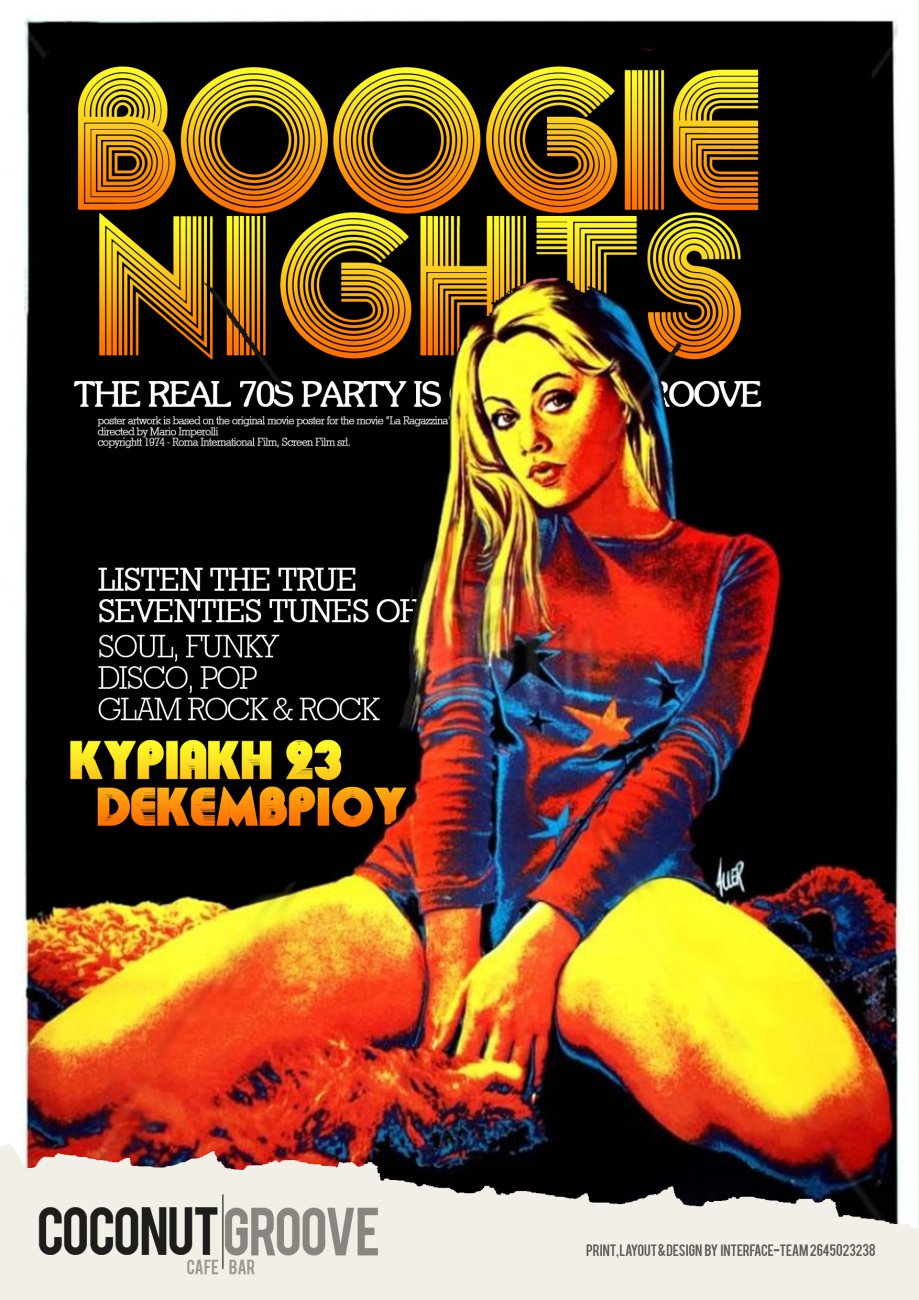 BOOGIE
NIGHTS
THE REAL 70S PARTY IS ROOVE
poster artwork is based on the original movie poster for the movie "La Ragazzina
directed by Mario Imperolli
copyrightt 1974 - Roma International Film, Screen Film srl.
LISTEN THE TRUE
SEVENTIES TUNES OF
SOUL, FUNKY
DISCO, POP
GLAM ROCK & ROCK
ΚΥΡΙΑΚΗ 23
DΕΚΕΜΒΡΙΟΥ
AllER
COCONUT GROOVE
CAFE BAR
PRINT, LAYOUT & DESIGN BY INTERFACE-TEAM 2645023238